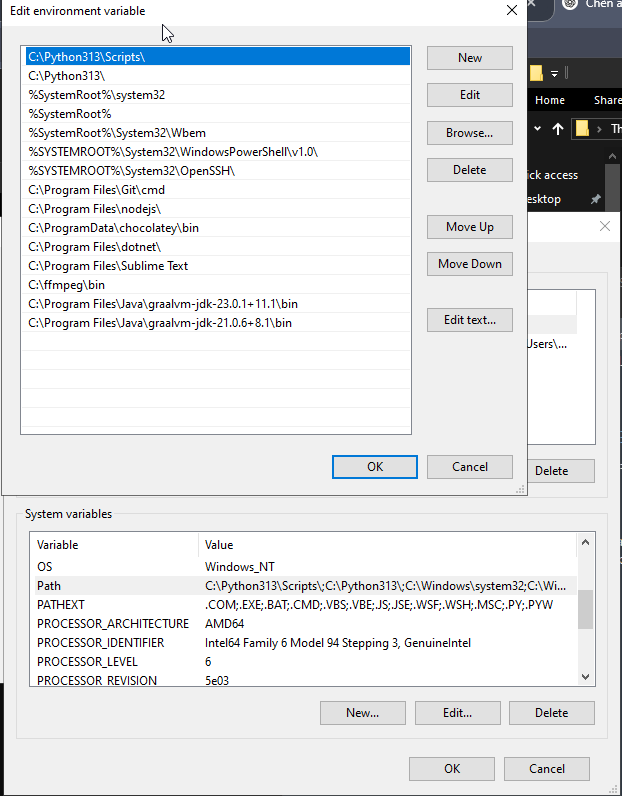 Edit environment variable
Chen a
C:\Python313\Scripts\
New
C:\Python313\
%SystemRoot%\system32
Edit
Home Share
%SystemRoot%
%SystemRoot%\System32\Wbem
Browse...
%SYSTEMROOT%\System32\WindowsPowerShell\v1.0\
%SYSTEMROOT%\System32\OpenSSH\
Delete
ick access
C:\Program Files\Git\cmd
esktop
C:\Program Files\nodejs\
C:\ProgramData\chocolatey\bin
Move Up
C:\Program Files\dotnet\
C:\Program Files\Sublime Text
Move Down
C:\ffmpeg\bin
C:\Program Files\Java\graalvm-jdk-23.0.1+11.1\bin
C:\Program Files\Java\graalvm-jdk-21.0.6+8.1\bin
Edit text...
Users\...
OK
Cancel
Delete
System variables
Variable Value
OS Windows_NT
Path C:\Python313\Scripts\;C:\Python313\;C:\Windows\system32;C:\Wi...
PATHEXT .COM;.EXE;.BAT;.CMD;.VBS;.VBE;.JS;.JSE;.WSF;.WSH;.MSC;.PY;.PYW
PROCESSOR_ARCHITECTURE AMD64
PROCESSOR_IDENTIFIER Intel64 Family 6 Model 94 Stepping 3, GenuineIntel
PROCESSOR_LEVEL 6
PROCESSOR_REVISION 5e03
New... Edit... Delete
OK Cancel